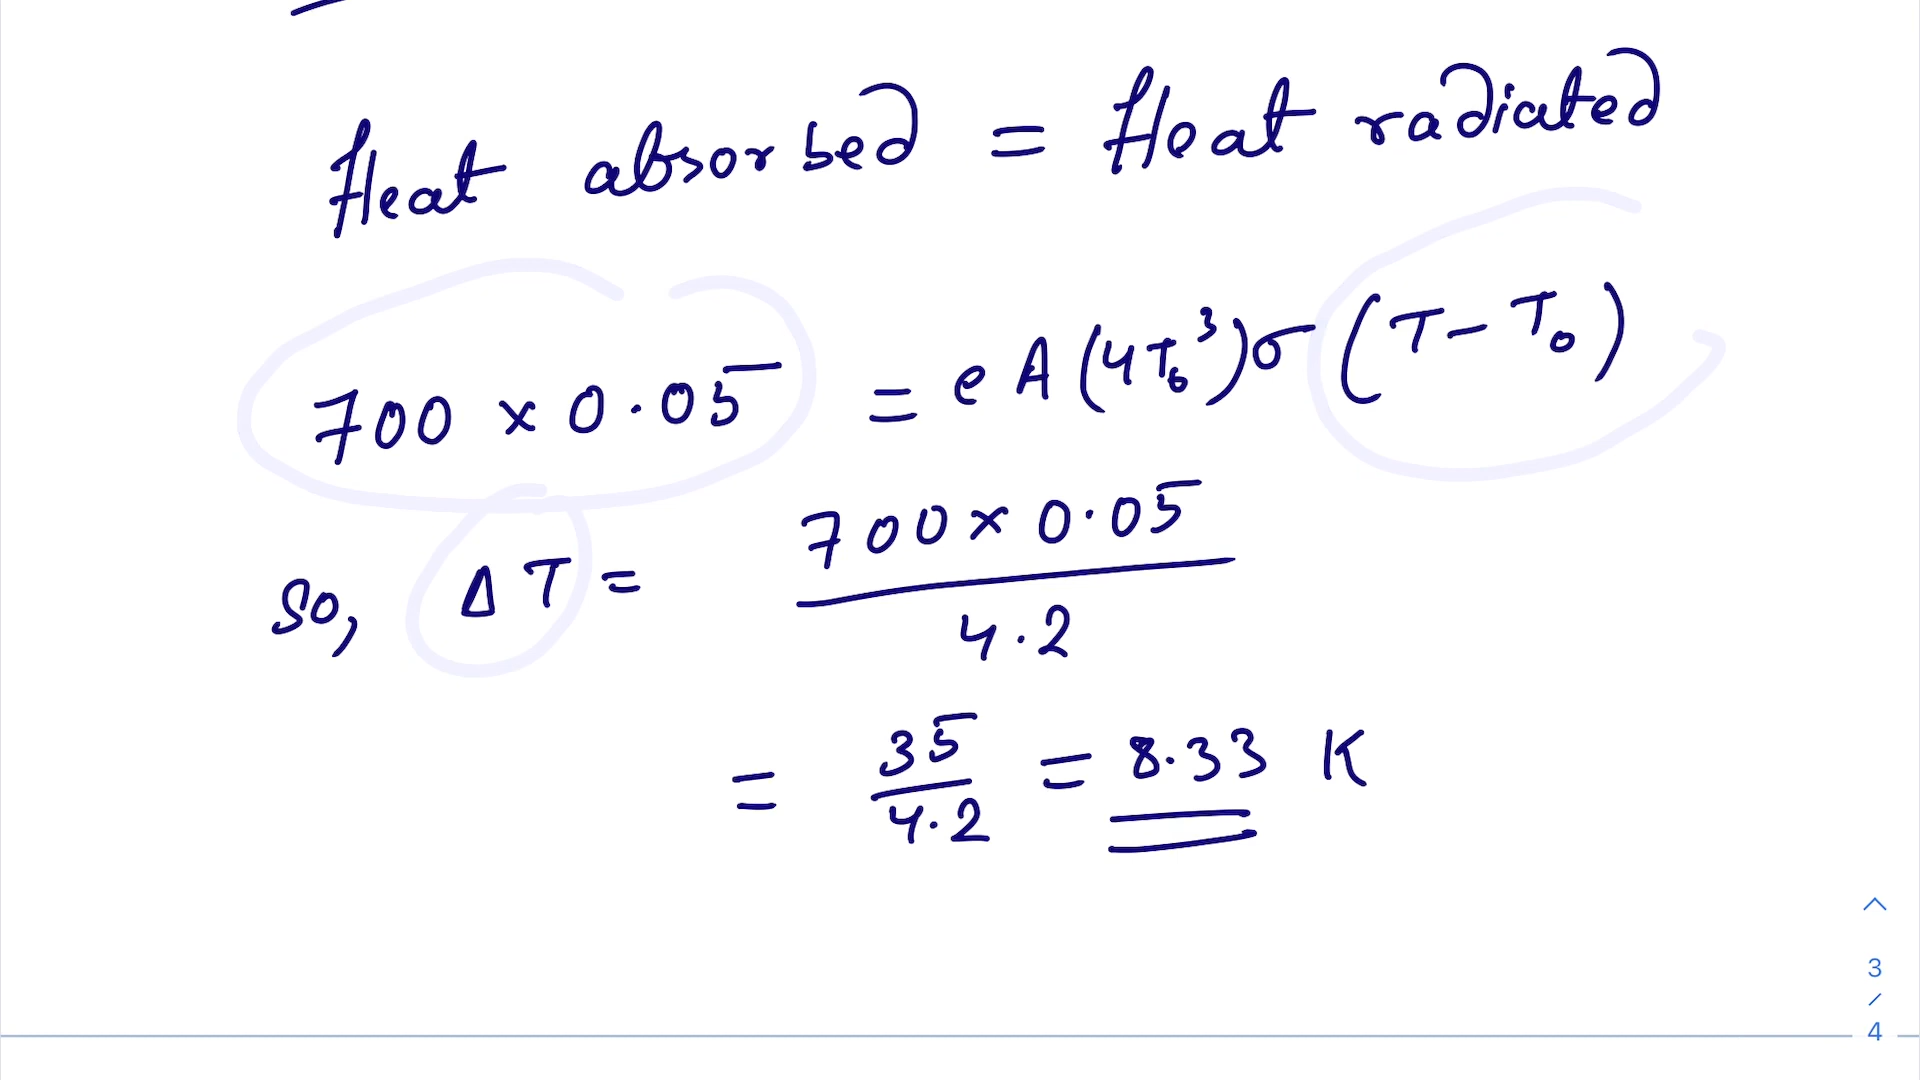 Heat absorbed = Heat radiated
700 × 0.05 = e A (4T₀³) σ (T − T₀)
So, ΔT = 700 × 0.05 / 4.2
= 35 / 4.2 = 8.33 K
3 / 4